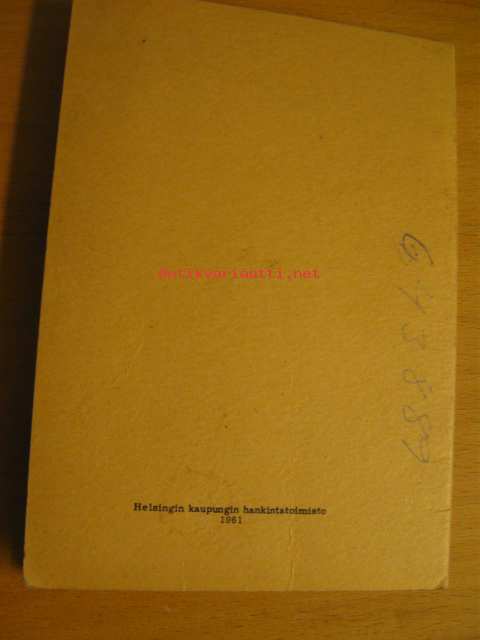 antikvariaatti.net
Helsingin kaupungin hankintatoimisto
1961